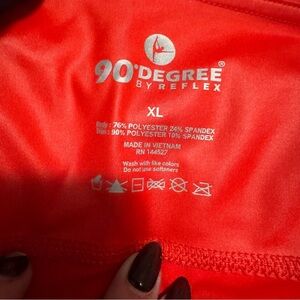 90° DEGREE
BY REFLEX
XL
Body : 76% POLYESTER 24% SPANDEX
90% POLYESTER 10% SPANDEX
MADE IN VIETNAM
RN 144527
Wash with like colors
Do not use softeners